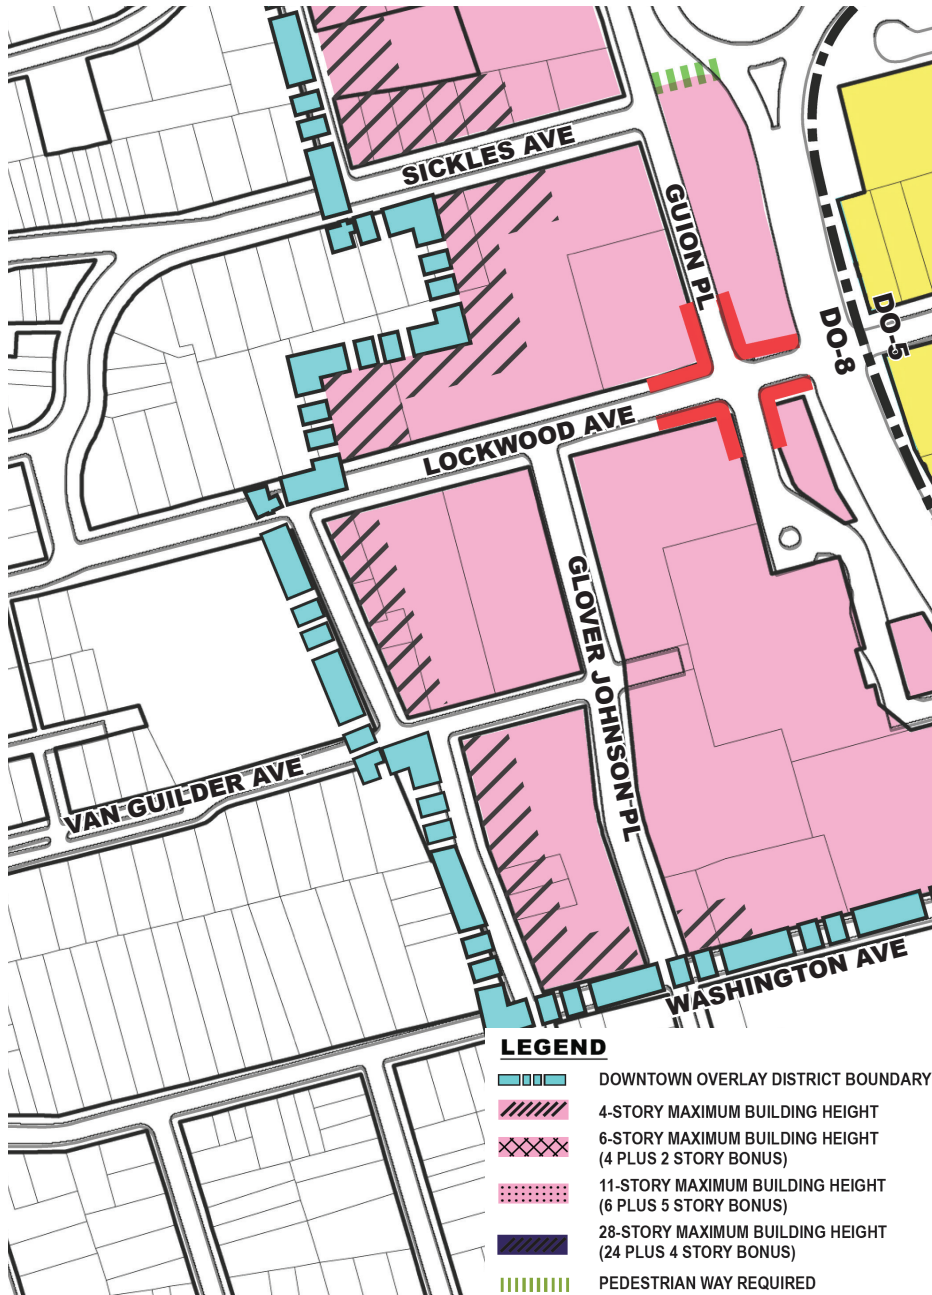 SICKLES AVE
GUION PL
DO-8
DO-5
LOCKWOOD AVE
GLOVER JOHNSON PL
VAN GUILDER AVE
WASHINGTON AVE
LEGEND
DOWNTOWN OVERLAY DISTRICT BOUNDARY
4-STORY MAXIMUM BUILDING HEIGHT
6-STORY MAXIMUM BUILDING HEIGHT
(4 PLUS 2 STORY BONUS)
11-STORY MAXIMUM BUILDING HEIGHT
(6 PLUS 5 STORY BONUS)
28-STORY MAXIMUM BUILDING HEIGHT
(24 PLUS 4 STORY BONUS)
PEDESTRIAN WAY REQUIRED